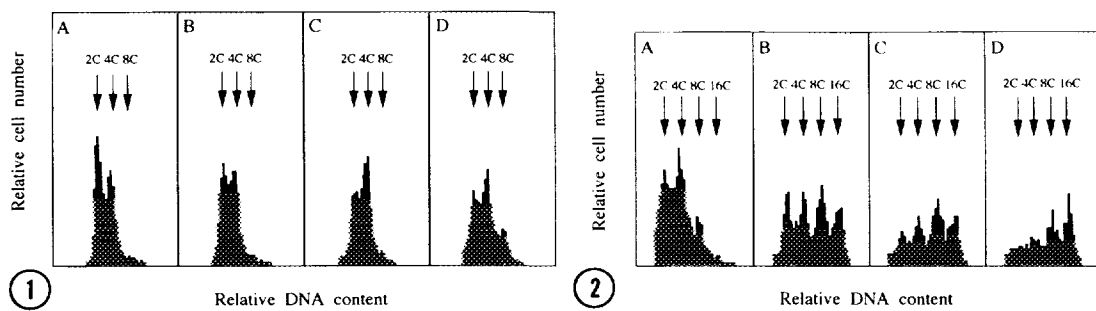 A
B
C
D
2C 4C 8C
2C 4C 8C
2C 4C 8C
2C 4C 8C
Relative cell number
1
Relative DNA content
A
B
C
D
2C 4C 8C 16C
2C 4C 8C 16C
2C 4C 8C 16C
2C 4C 8C 16C
Relative cell number
2
Relative DNA content